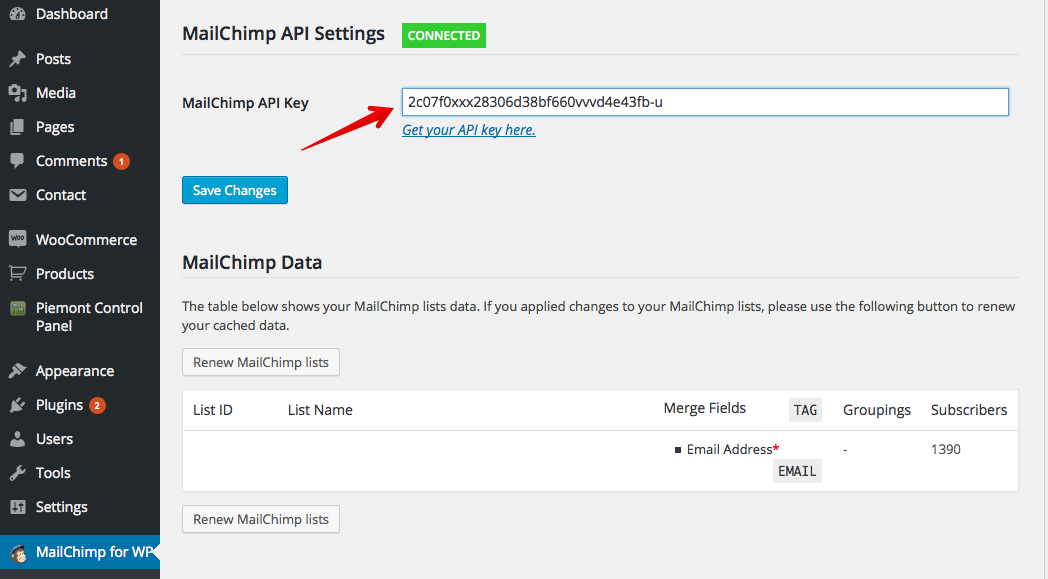 Dashboard
Posts
Media
Pages
Comments 1
Contact
WOO WooCommerce
Products
Piemont Control
Panel
Appearance
Plugins 2
Users
Tools
Settings
MailChimp for WP
MailChimp API Settings CONNECTED
MailChimp API Key 2c07f0xxx28306d38bf660vvvd4e43fb-u
Get your API key here.
Save Changes
MailChimp Data
The table below shows your MailChimp lists data. If you applied changes to your MailChimp lists, please use the following button to renew
your cached data.
Renew MailChimp lists
List ID List Name Merge Fields TAG Groupings Subscribers
Email Address* - 1390
EMAIL
Renew MailChimp lists